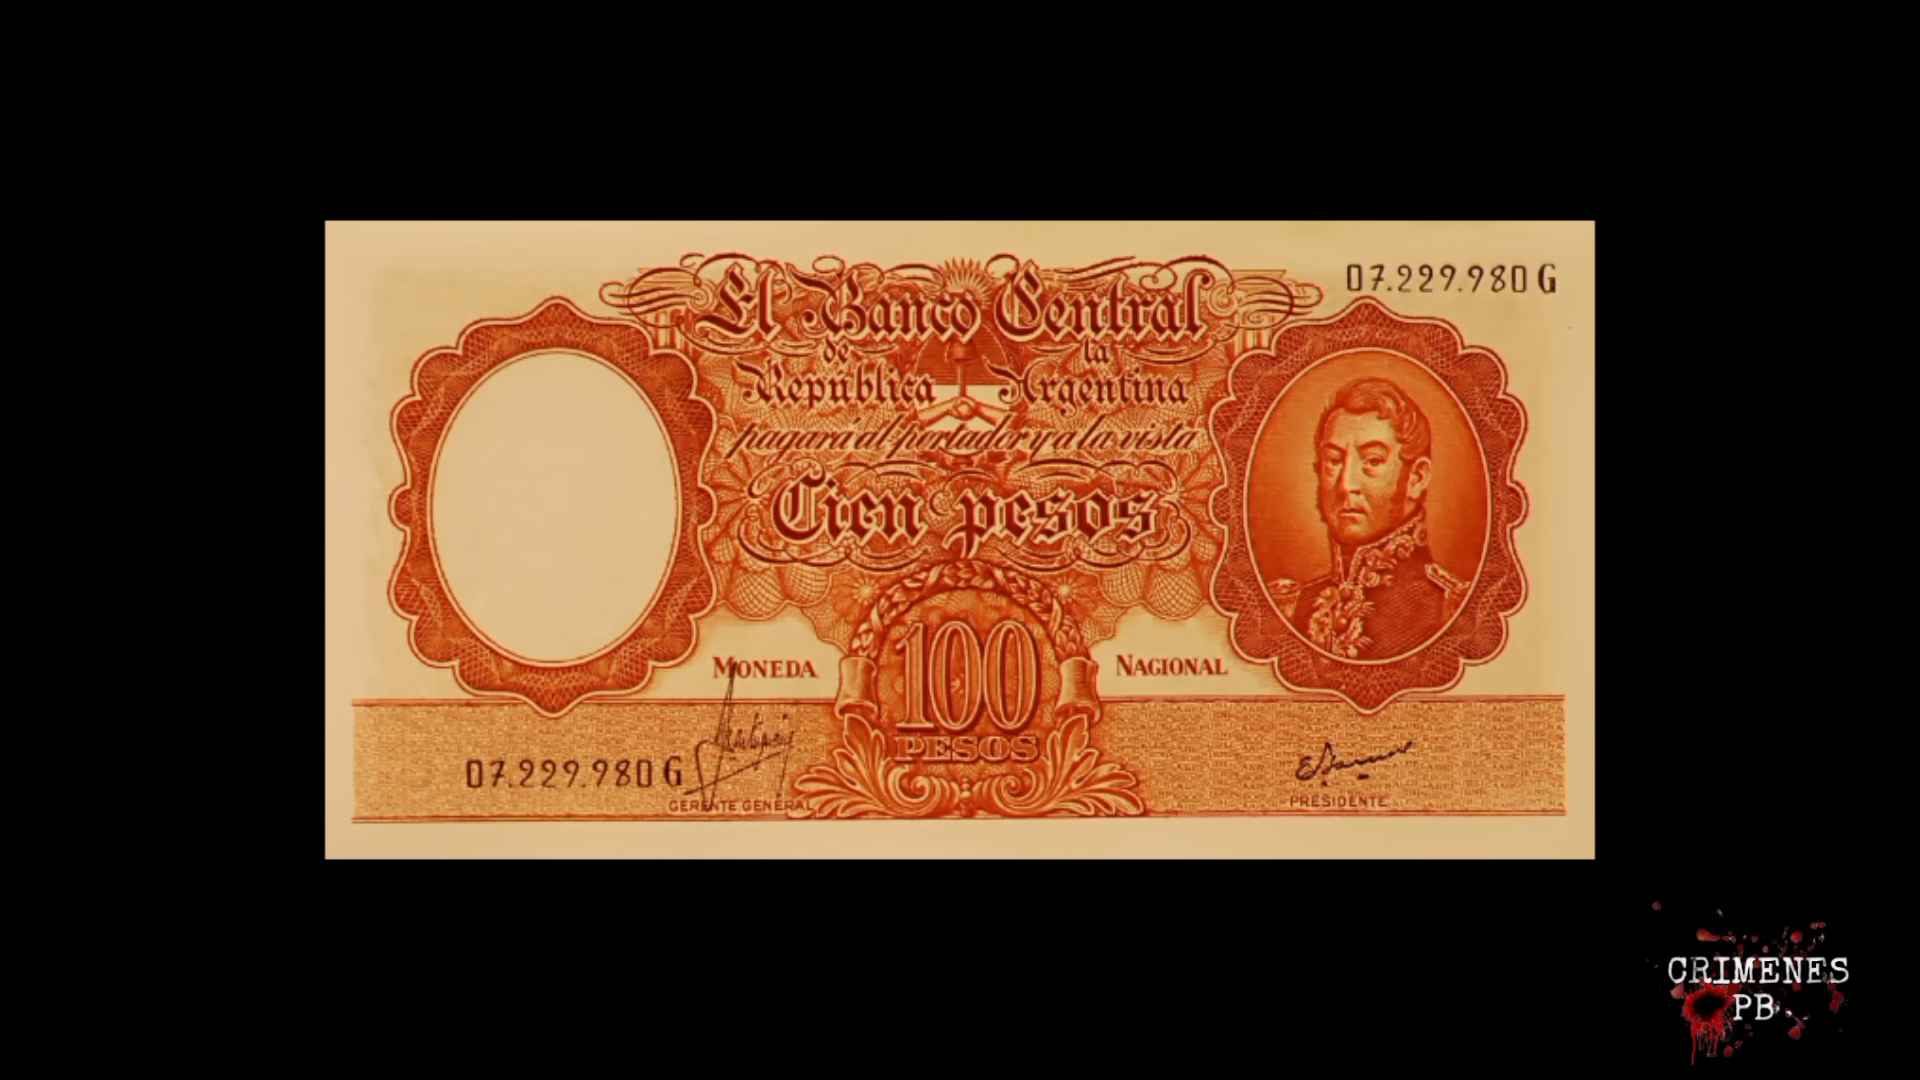 07.229.980 G
El Banco Central
de la
República Argentina
pagará al portador y a la vista
Cien pesos
MONEDA NACIONAL
100
PESOS
07.229.980 G
GERENTE GENERAL
PRESIDENTE
CRIMENES
PB